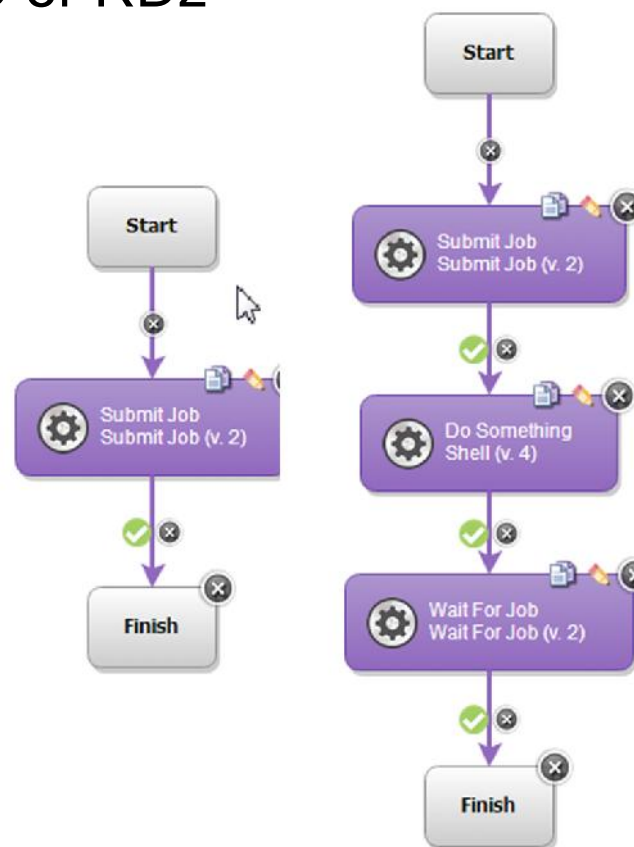 Start
Submit Job
Submit Job (v. 2)
Finish
Start
Submit Job
Submit Job (v. 2)
Do Something
Shell (v. 4)
Wait For Job
Wait For Job (v. 2)
Finish